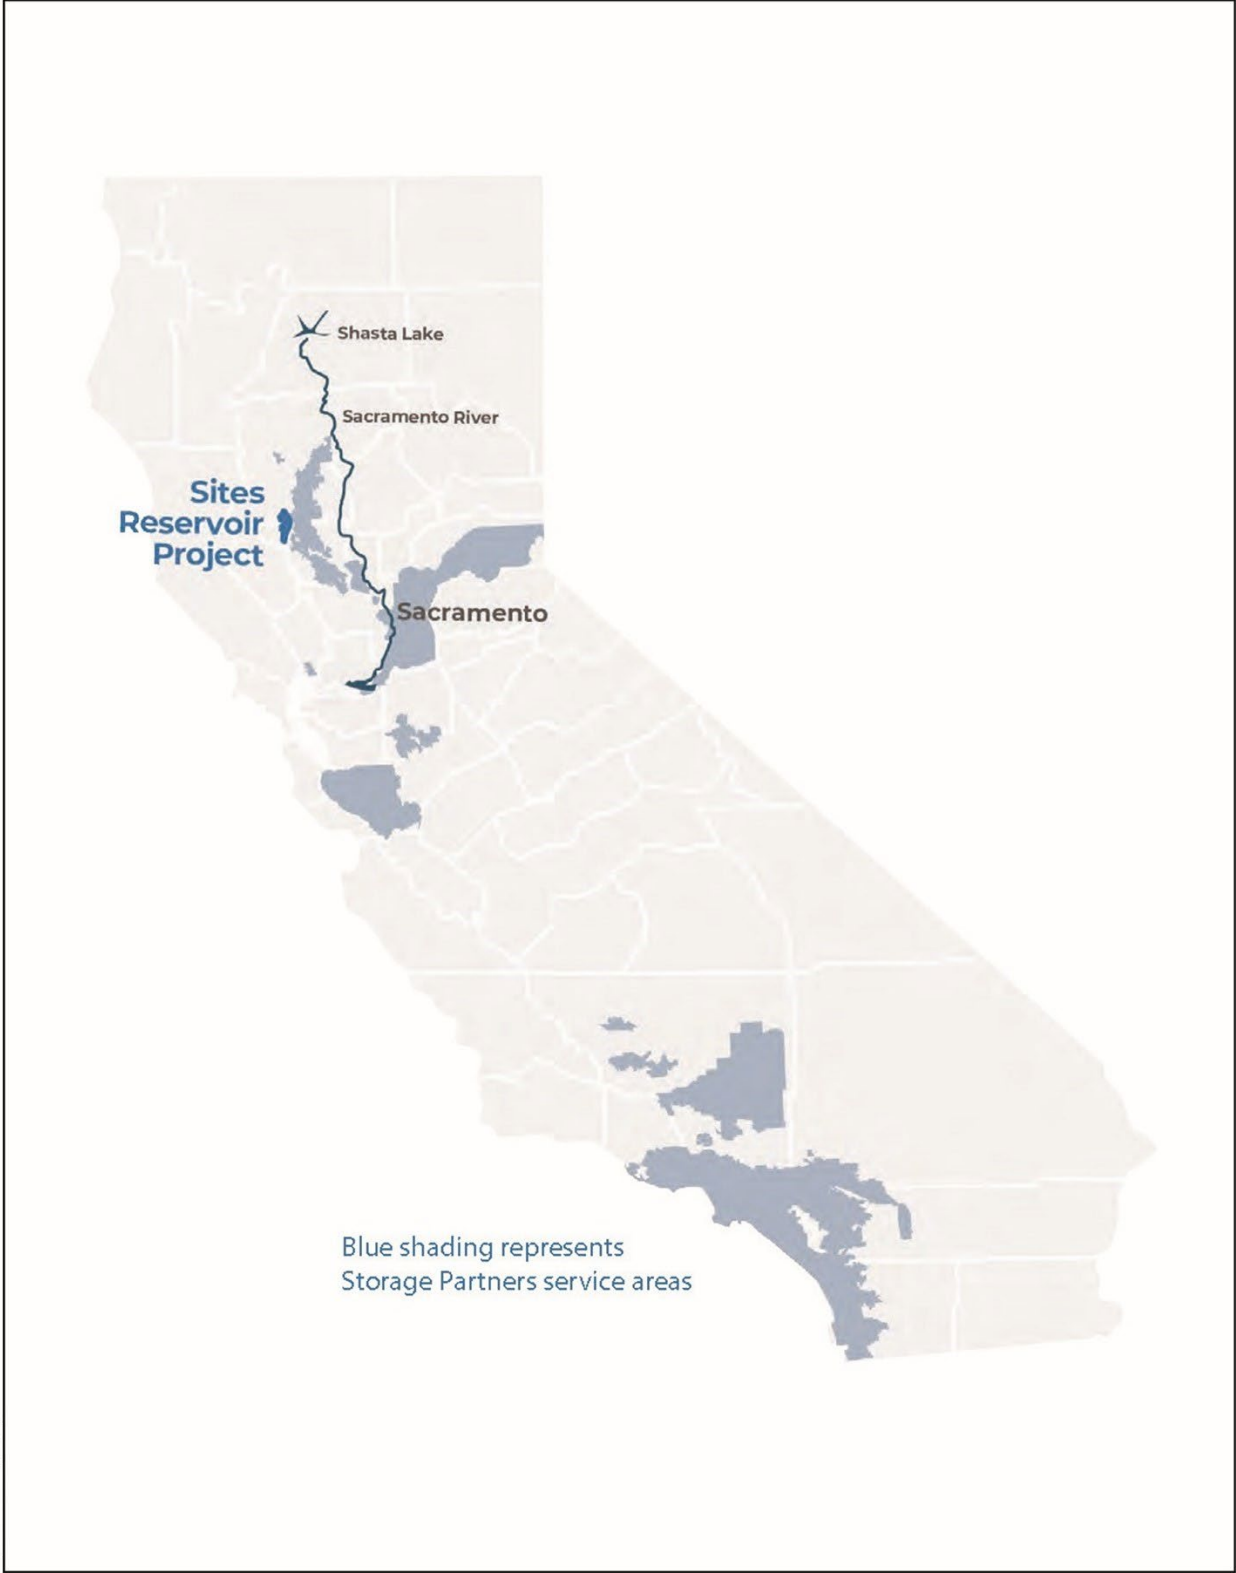 Shasta Lake
Sacramento River
Sites
Reservoir
Project
Sacramento
Blue shading represents
Storage Partners service areas